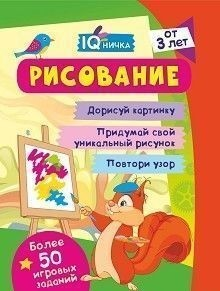 IQничка
от
3 лет
РИСОВАНИЕ
Дорисуй картинку
Придумай свой
уникальный рисунок
Повтори узор
Более
50
игровых
заданий